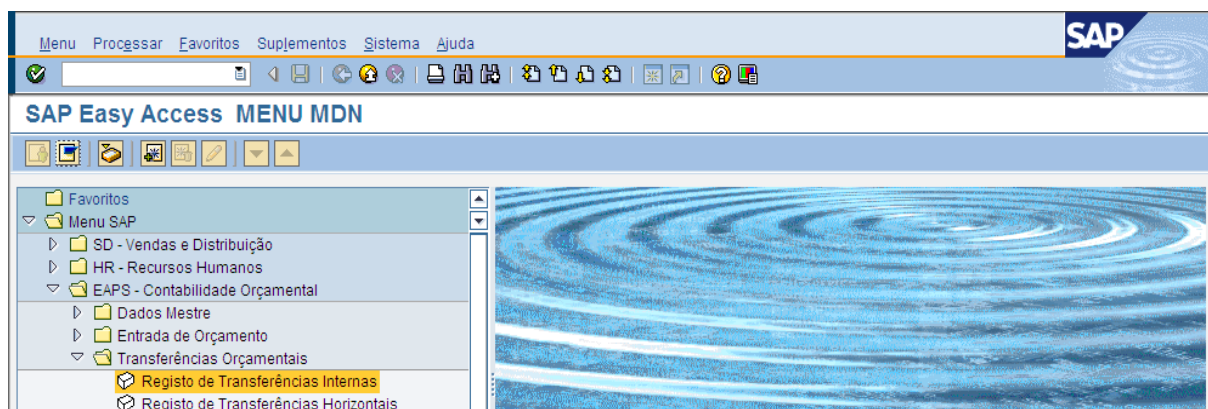 Menu Processar Favoritos Suplementos Sistema Ajuda
SAP
SAP Easy Access MENU MDN
Favoritos
Menu SAP
SD - Vendas e Distribuição
HR - Recursos Humanos
EAPS - Contabilidade Orçamental
Dados Mestre
Entrada de Orçamento
Transferências Orçamentais
Registo de Transferências Internas
Registo de Transferências Horizontais